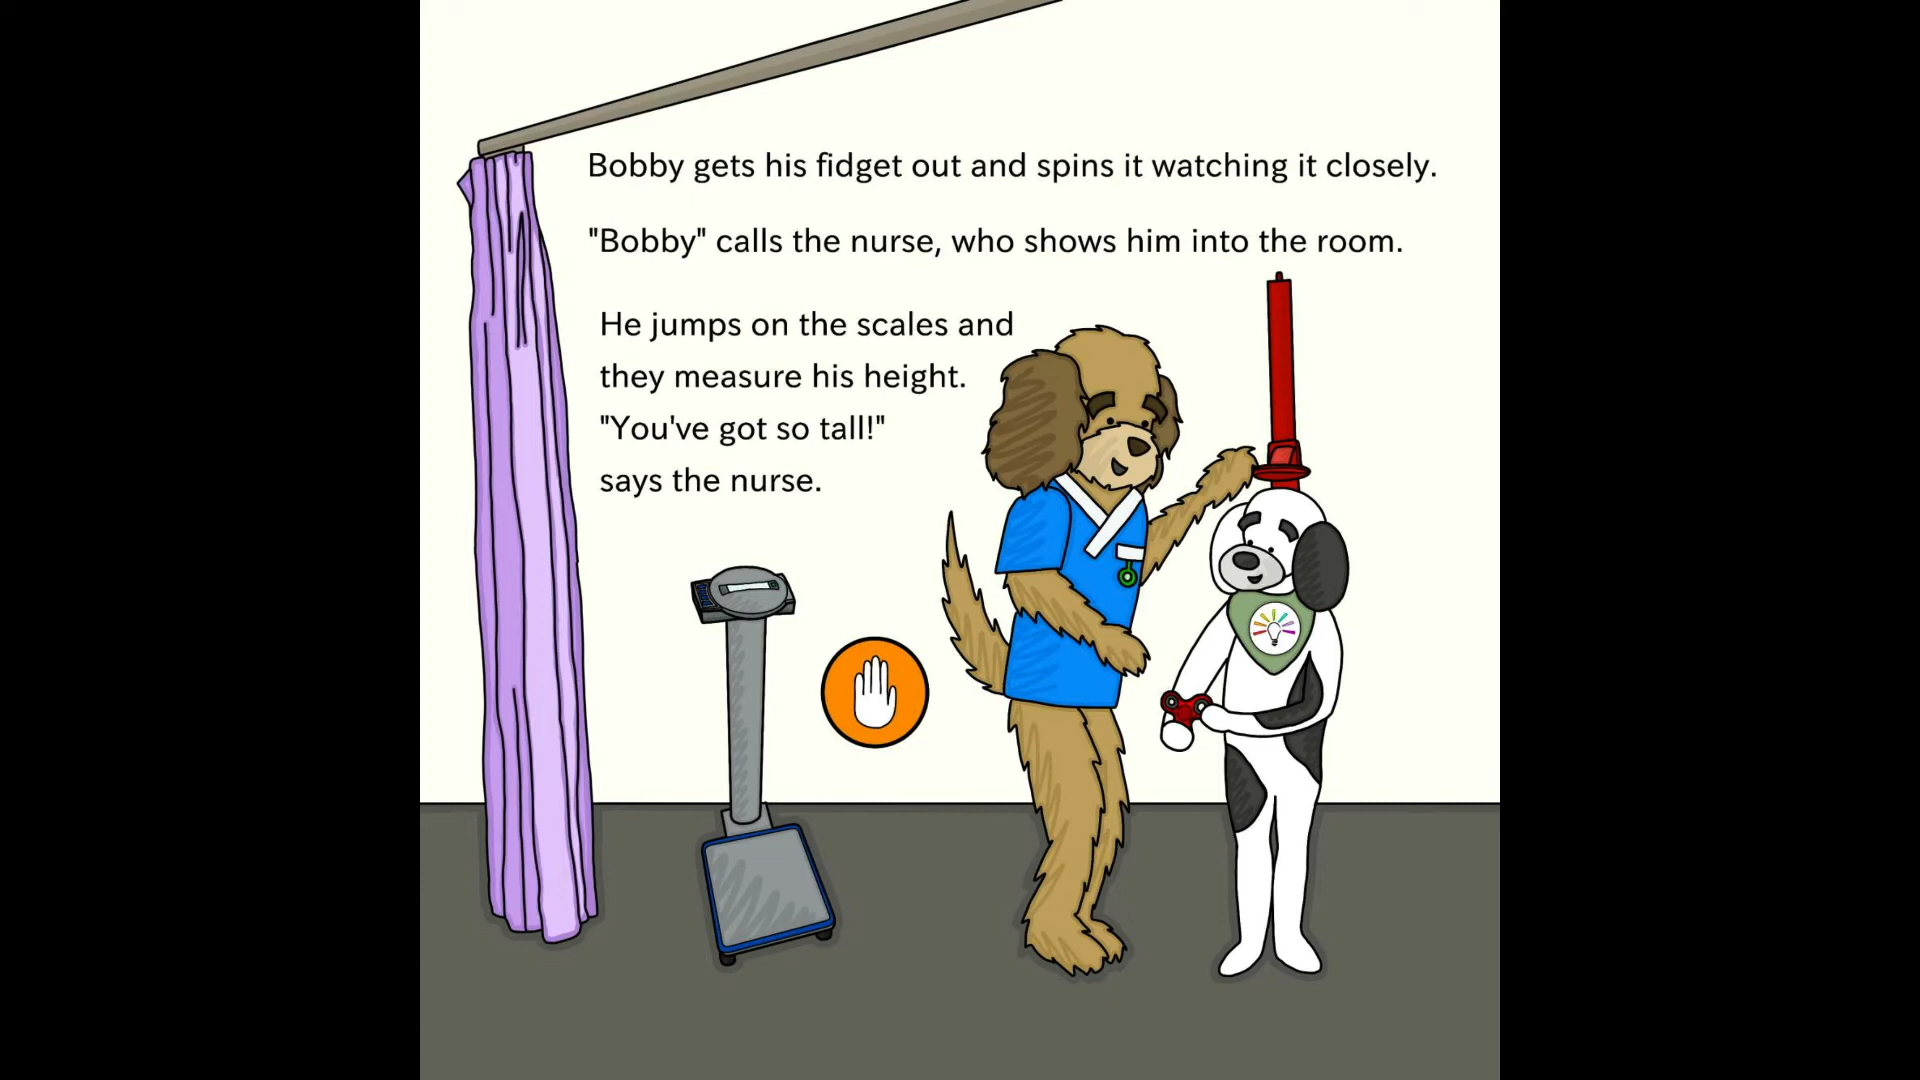 Bobby gets his fidget out and spins it watching it closely.
"Bobby" calls the nurse, who shows him into the room.
He jumps on the scales and
they measure his height.
"You've got so tall!"
says the nurse.